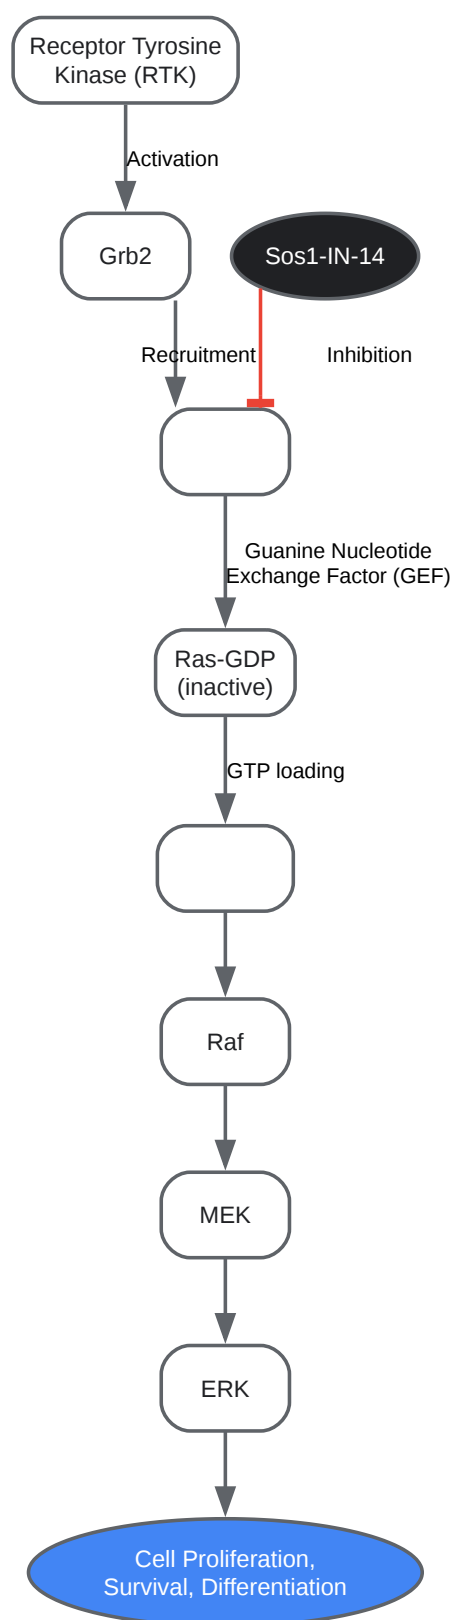 Receptor Tyrosine
Kinase (RTK)
Activation
Grb2
Sos1-IN-14
Recruitment
Inhibition
Guanine Nucleotide
Exchange Factor (GEF)
Ras-GDP
(inactive)
GTP loading
Raf
MEK
ERK
Cell Proliferation,
Survival, Differentiation